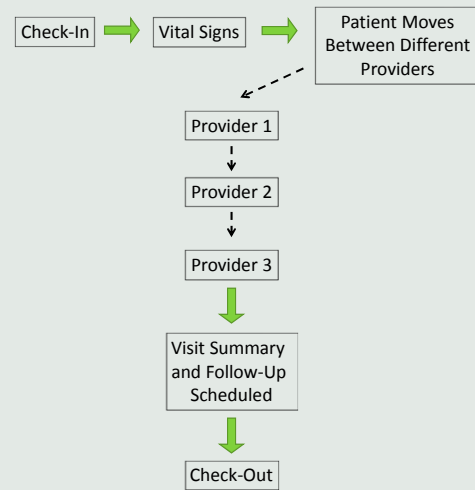 Check-In
Vital Signs
Patient Moves
Between Different
Providers
Provider 1
Provider 2
Provider 3
Visit Summary
and Follow-Up
Scheduled
Check-Out